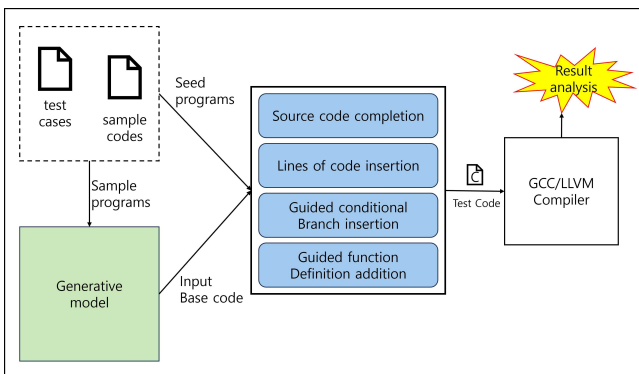 test
cases
sample
codes
Seed
programs
Sample
programs
Generative
model
Input
Base code
Source code completion
Lines of code insertion
Guided conditional
Branch insertion
Guided function
Definition addition
C
Test Code
GCC/LLVM
Compiler
Result
analysis